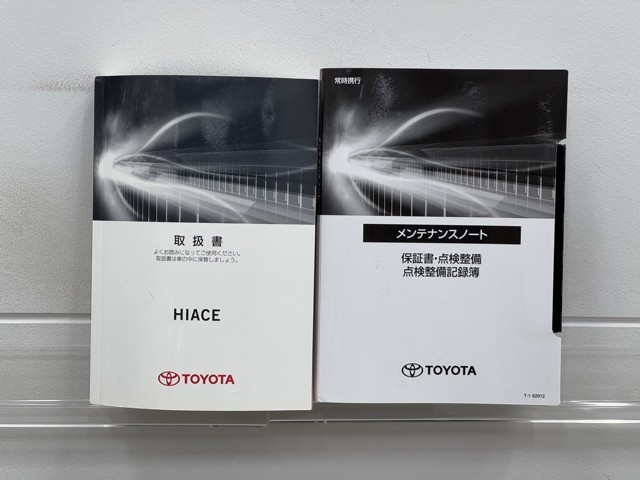 取扱書
よくお読みになってご使用ください。
取扱書は車の中に保管しましょう。
HIACE
TOYOTA
常時携行
メンテナンスノート
保証書・点検整備
点検整備記録簿
TOYOTA
T-1 62012